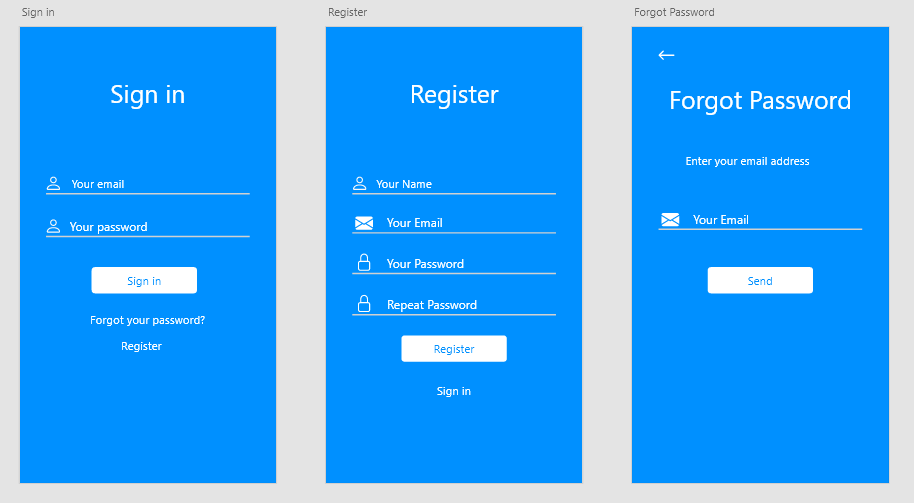 Sign in
Sign in
Your email
Your password
Sign in
Forgot your password?
Register
Register
Register
Your Name
Your Email
Your Password
Repeat Password
Register
Sign in
Forgot Password
Forgot Password
Enter your email address
Your Email
Send